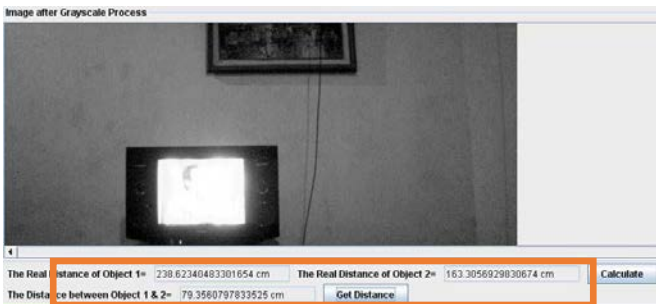 Image after Grayscale Process
The Real Distance of Object 1= 238.62340483301654 cm The Real Distance of Object 2= 163.3056929830674 cm Calculate
The Distance between Object 1 & 2= 79.3560797833525 cm Get Distance